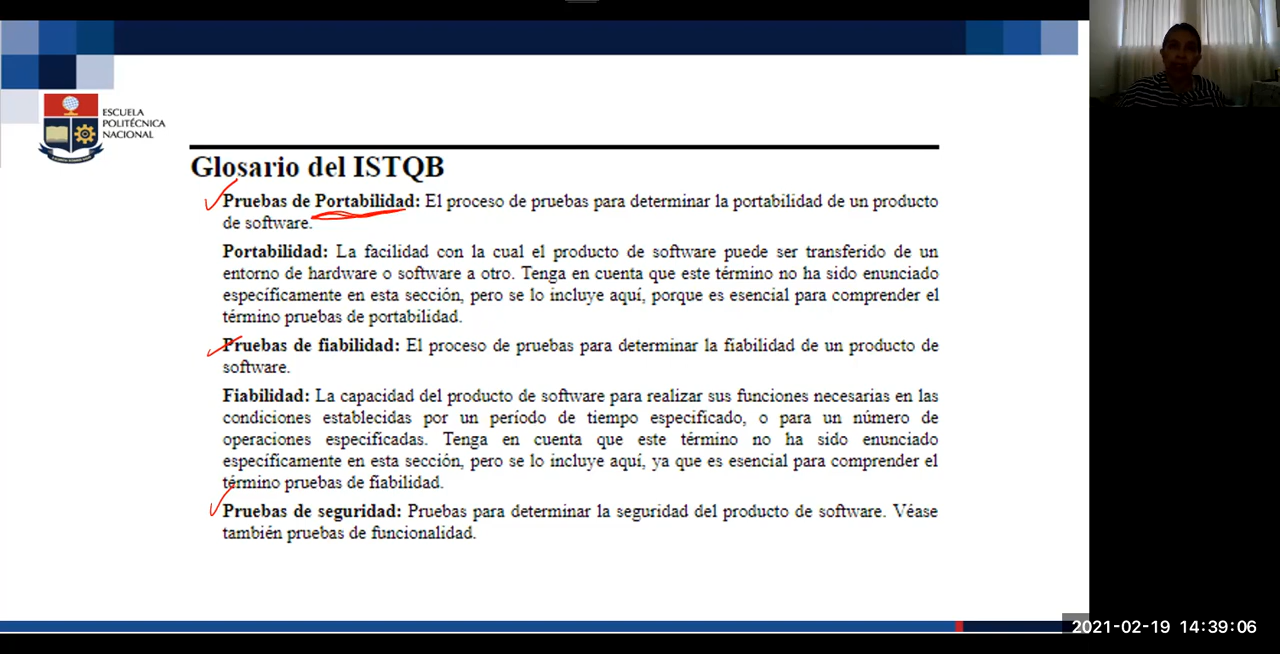 ESCUELA
POLITÉCNICA
NACIONAL
Glosario del ISTQB
Pruebas de Portabilidad: El proceso de pruebas para determinar la portabilidad de un producto
de software.
Portabilidad: La facilidad con la cual el producto de software puede ser transferido de un
entorno de hardware o software a otro. Tenga en cuenta que este término no ha sido enunciado
específicamente en esta sección, pero se lo incluye aquí, porque es esencial para comprender el
término pruebas de portabilidad.
Pruebas de fiabilidad: El proceso de pruebas para determinar la fiabilidad de un producto de
software.
Fiabilidad: La capacidad del producto de software para realizar sus funciones necesarias en las
condiciones establecidas por un período de tiempo especificado, o para un número de
operaciones especificadas. Tenga en cuenta que este término no ha sido enunciado
específicamente en esta sección, pero se lo incluye aquí, ya que es esencial para comprender el
término pruebas de fiabilidad.
Pruebas de seguridad: Pruebas para determinar la seguridad del producto de software. Véase
también pruebas de funcionalidad.
2021-02-19 14:39:06